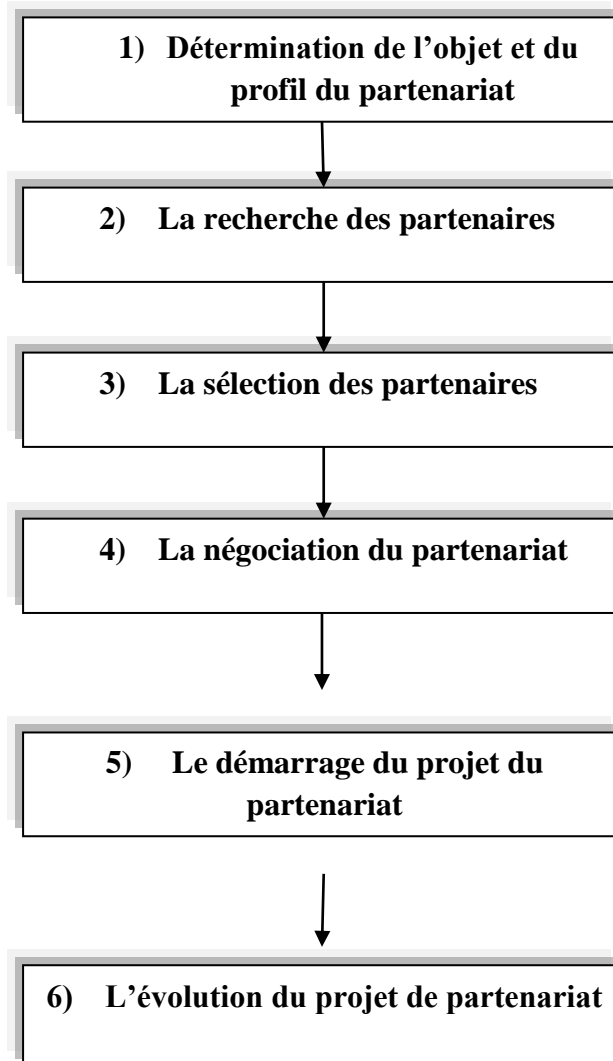 1) Détermination de l’objet et du
profil du partenariat
2) La recherche des partenaires
3) La sélection des partenaires
4) La négociation du partenariat
5) Le démarrage du projet du
partenariat
6) L’évolution du projet de partenariat